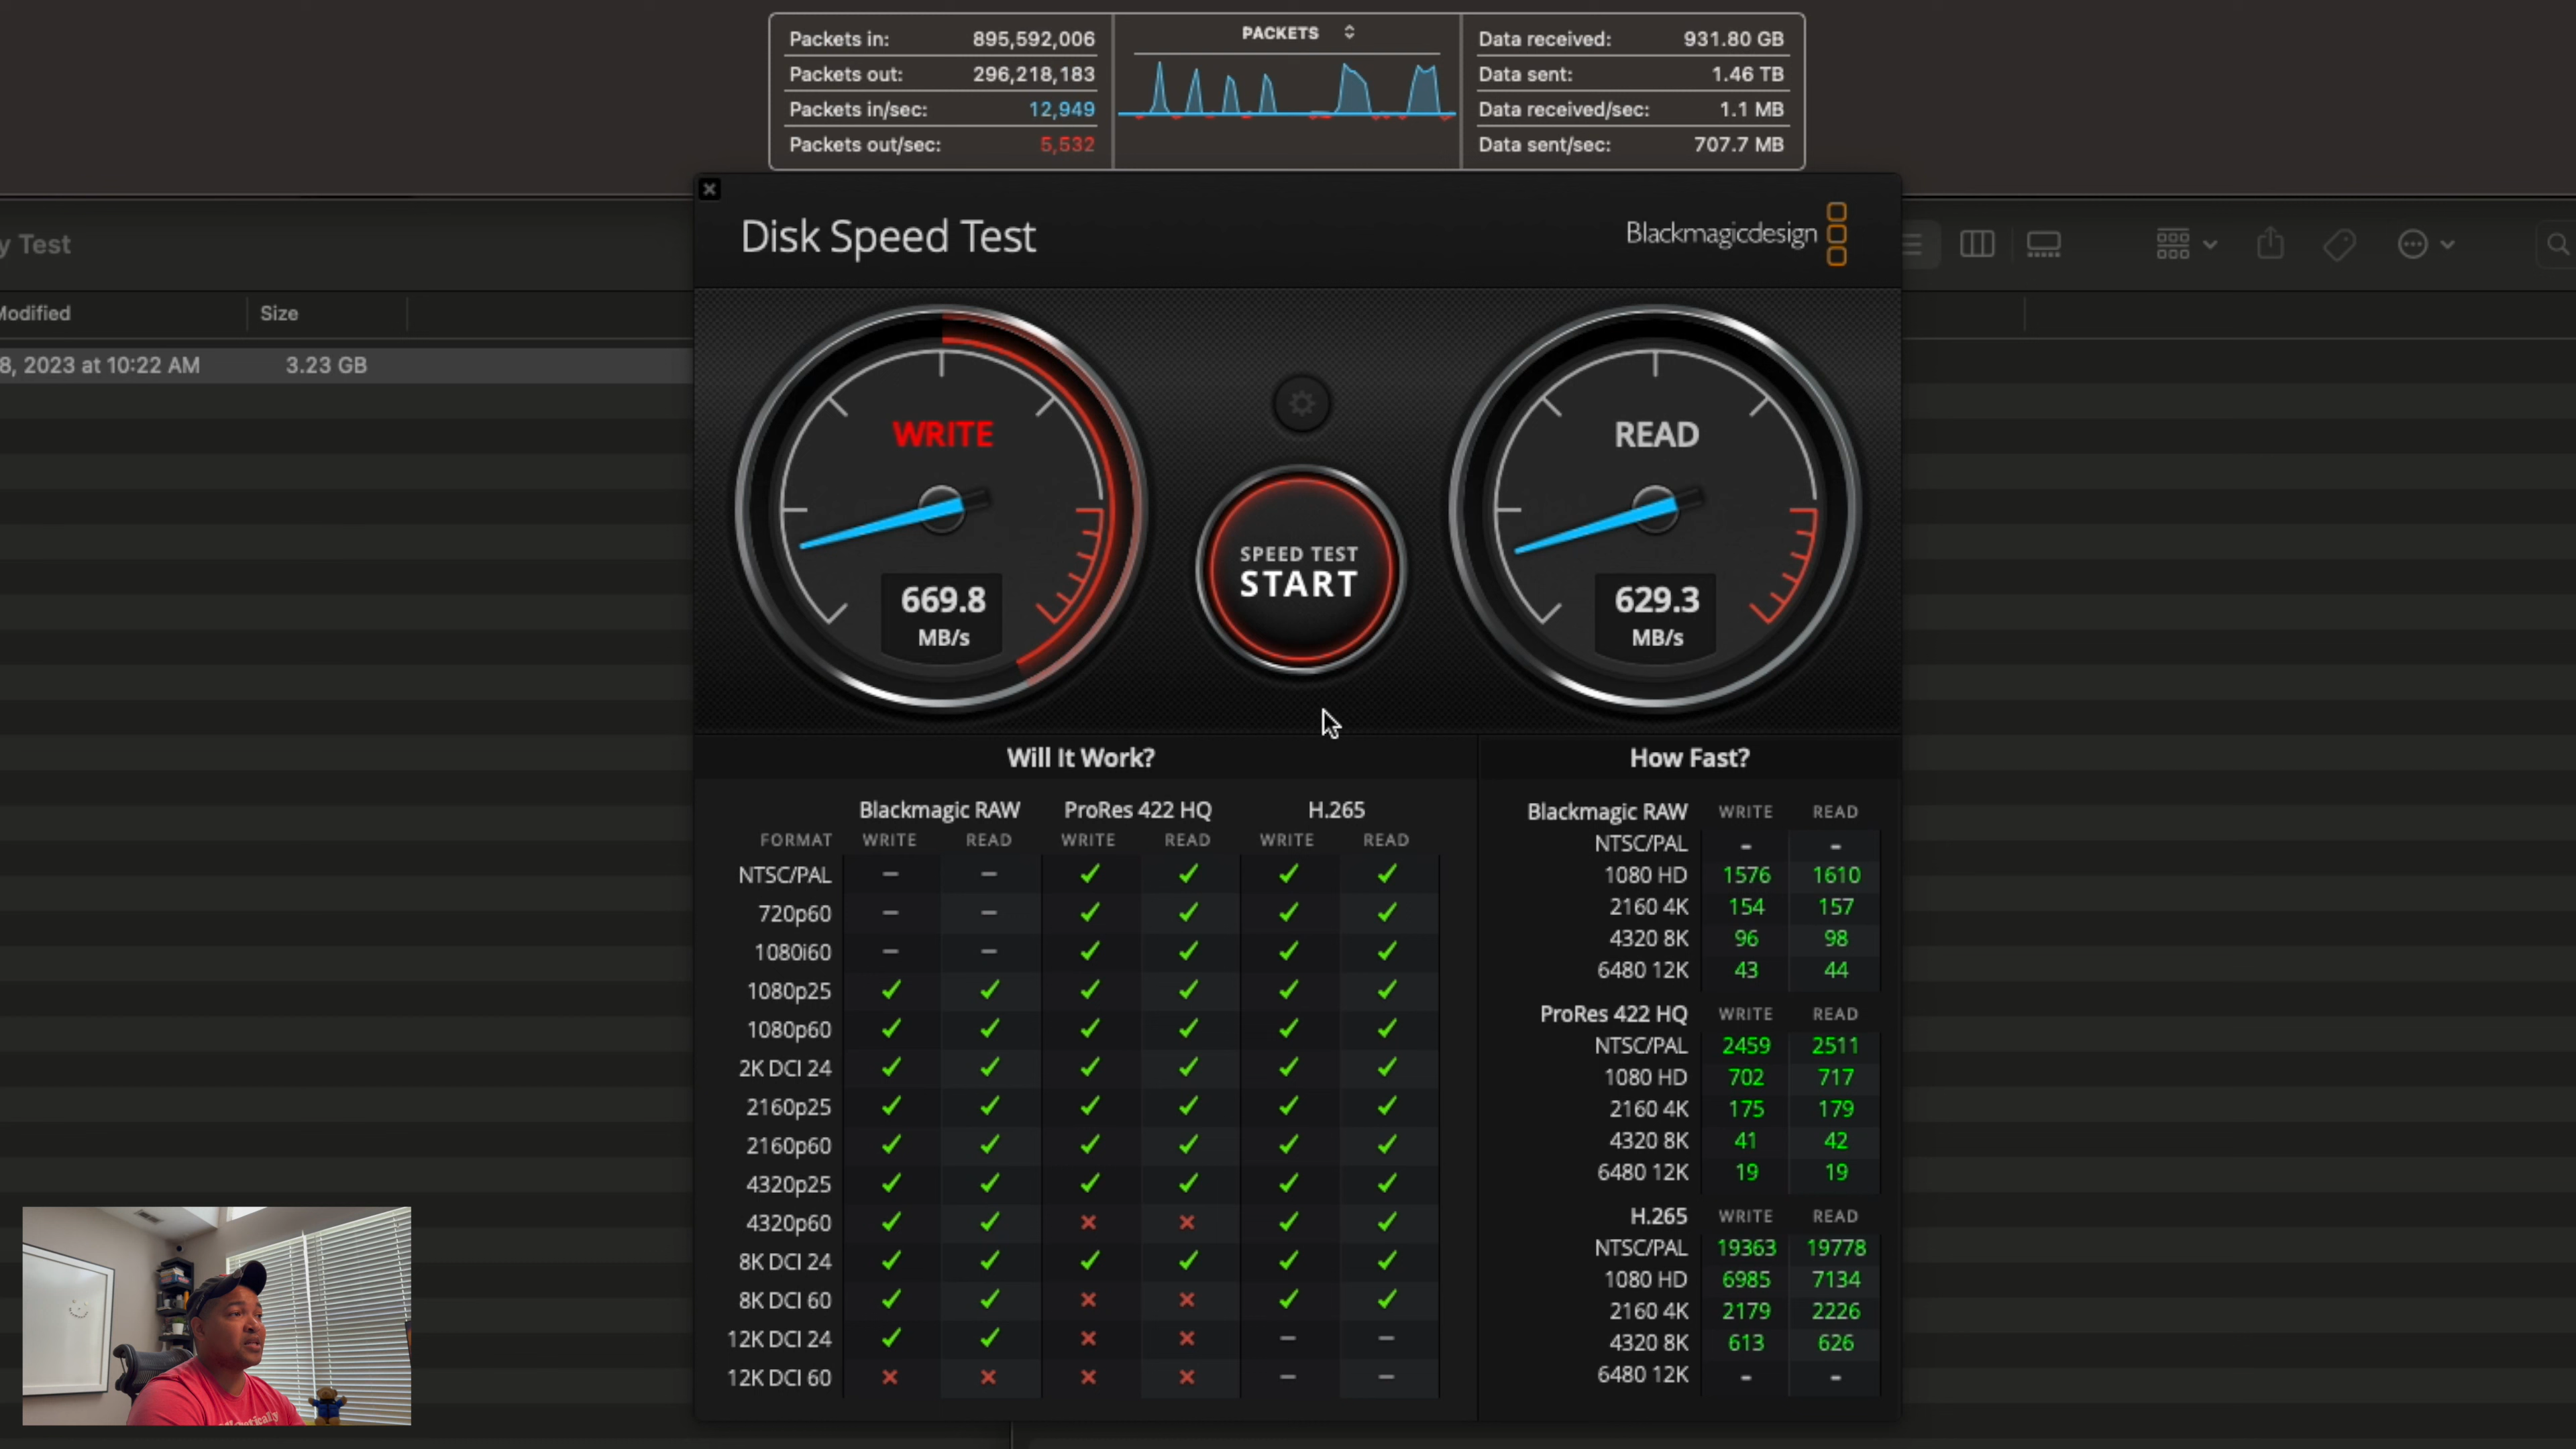 Packets in: 895,592,006
Packets out: 296,218,183
Packets in/sec: 12,949
Packets out/sec: 5,532
PACKETS
Data received: 931.80 GB
Data sent: 1.46 TB
Data received/sec: 1.1 MB
Data sent/sec: 707.7 MB
y Test
Modified Size
8, 2023 at 10:22 AM 3.23 GB
Disk Speed Test
Blackmagicdesign
WRITE
669.8
MB/s
SPEED TEST
START
READ
629.3
MB/s
Will It Work?
Blackmagic RAW ProRes 422 HQ H.265
FORMAT WRITE READ WRITE READ WRITE READ
NTSC/PAL – – ✓ ✓ ✓ ✓
720p60 – – ✓ ✓ ✓ ✓
1080i60 – – ✓ ✓ ✓ ✓
1080p25 ✓ ✓ ✓ ✓ ✓ ✓
1080p60 ✓ ✓ ✓ ✓ ✓ ✓
2K DCI 24 ✓ ✓ ✓ ✓ ✓ ✓
2160p25 ✓ ✓ ✓ ✓ ✓ ✓
2160p60 ✓ ✓ ✓ ✓ ✓ ✓
4320p25 ✓ ✓ ✓ ✓ ✓ ✓
4320p60 ✓ ✓ × × ✓ ✓
8K DCI 24 ✓ ✓ ✓ ✓ ✓ ✓
8K DCI 60 ✓ ✓ × × ✓ ✓
12K DCI 24 ✓ ✓ × × – –
12K DCI 60 × × × × – –
How Fast?
Blackmagic RAW WRITE READ
NTSC/PAL - -
1080 HD 1576 1610
2160 4K 154 157
4320 8K 96 98
6480 12K 43 44
ProRes 422 HQ WRITE READ
NTSC/PAL 2459 2511
1080 HD 702 717
2160 4K 175 179
4320 8K 41 42
6480 12K 19 19
H.265 WRITE READ
NTSC/PAL 19363 19778
1080 HD 6985 7134
2160 4K 2179 2226
4320 8K 613 626
6480 12K - -